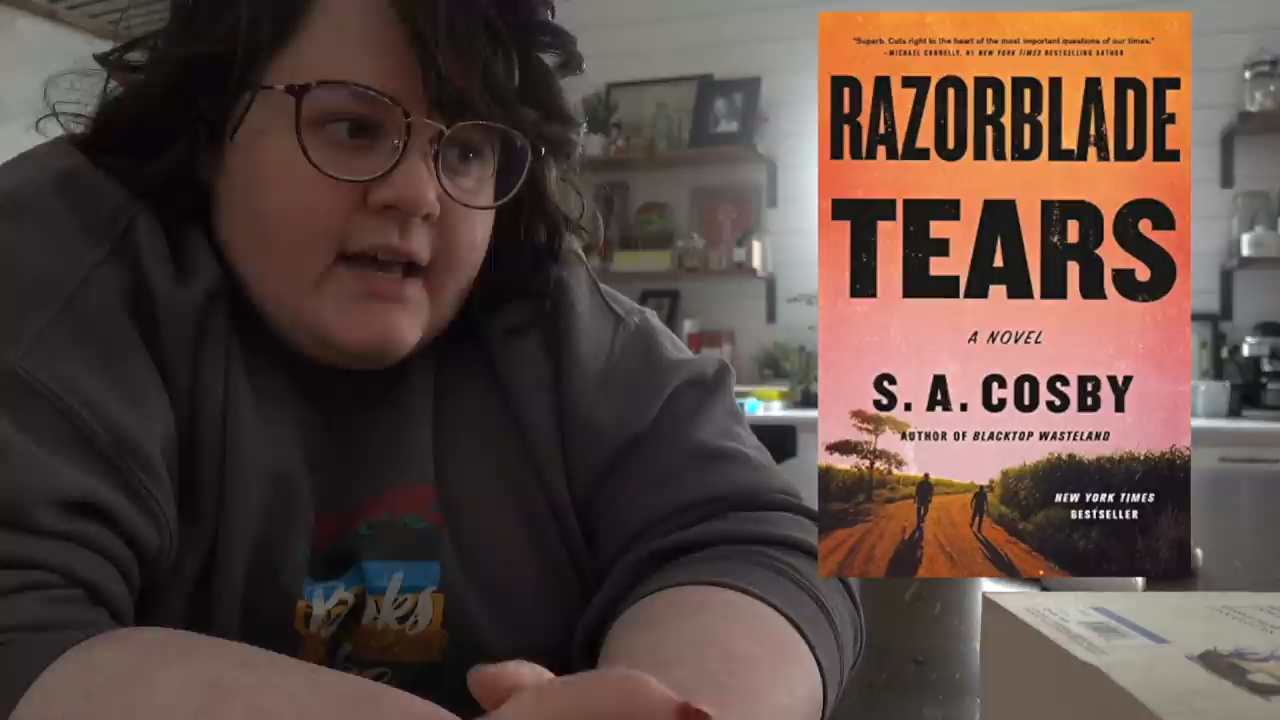 "Superb. Cuts right to the heart of the most important questions of our times."
-MICHAEL CONNELLY, #1 NEW YORK TIMES BESTSELLING AUTHOR
RAZORBLADE
TEARS
A NOVEL
S. A. COSBY
AUTHOR OF BLACKTOP WASTELAND
NEW YORK TIMES
BESTSELLER